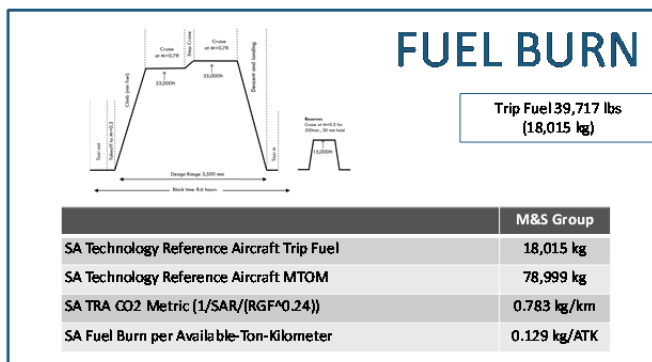 FUEL BURN
Trip Fuel 39,717 lbs
(18,015 kg)
Cruise
at M=0.78
Step Cruise
Cruise
at M=0.78
Climb (min fuel)
33,000ft
35,000ft
Descent and landing
Taxi out
Takeoff to M=0.3
Taxi in
Reserves
Cruise at M=0.5 for
200nm, 30 min hold
15,000ft
Design Range 3,500 nmi
Block time 8.6 hours
M&S Group
SA Technology Reference Aircraft Trip Fuel 18,015 kg
SA Technology Reference Aircraft MTOM 78,999 kg
SA TRA CO2 Metric (1/SAR/(RGF^0.24)) 0.783 kg/km
SA Fuel Burn per Available-Ton-Kilometer 0.129 kg/ATK